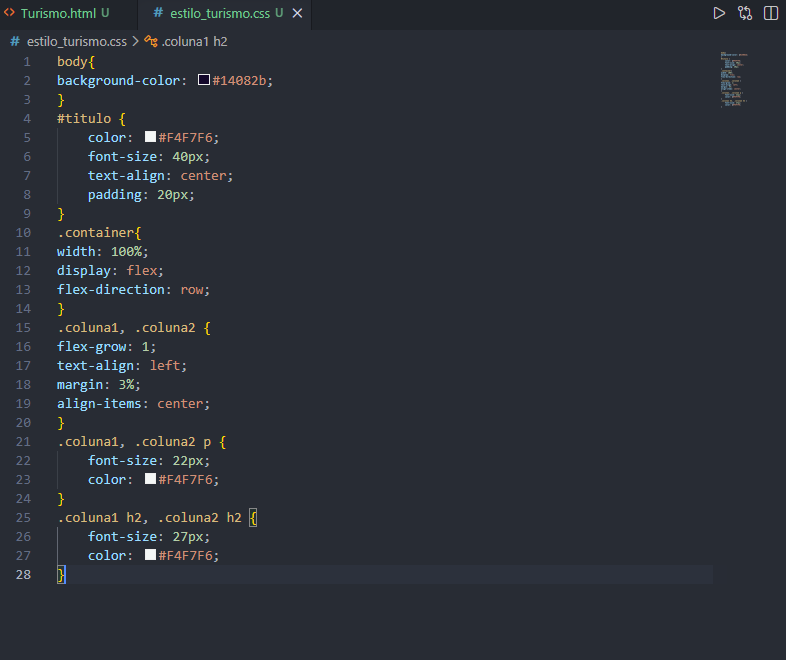 Turismo.html U
# estilo_turismo.css U
# estilo_turismo.css > .coluna1 h2
1 body{
2 background-color: #14082b;
3 }
4 #titulo {
5 color: #F4F7F6;
6 font-size: 40px;
7 text-align: center;
8 padding: 20px;
9 }
10 .container{
11 width: 100%;
12 display: flex;
13 flex-direction: row;
14 }
15 .coluna1, .coluna2 {
16 flex-grow: 1;
17 text-align: left;
18 margin: 3%;
19 align-items: center;
20 }
21 .coluna1, .coluna2 p {
22 font-size: 22px;
23 color: #F4F7F6;
24 }
25 .coluna1 h2, .coluna2 h2 {
26 font-size: 27px;
27 color: #F4F7F6;
28 }